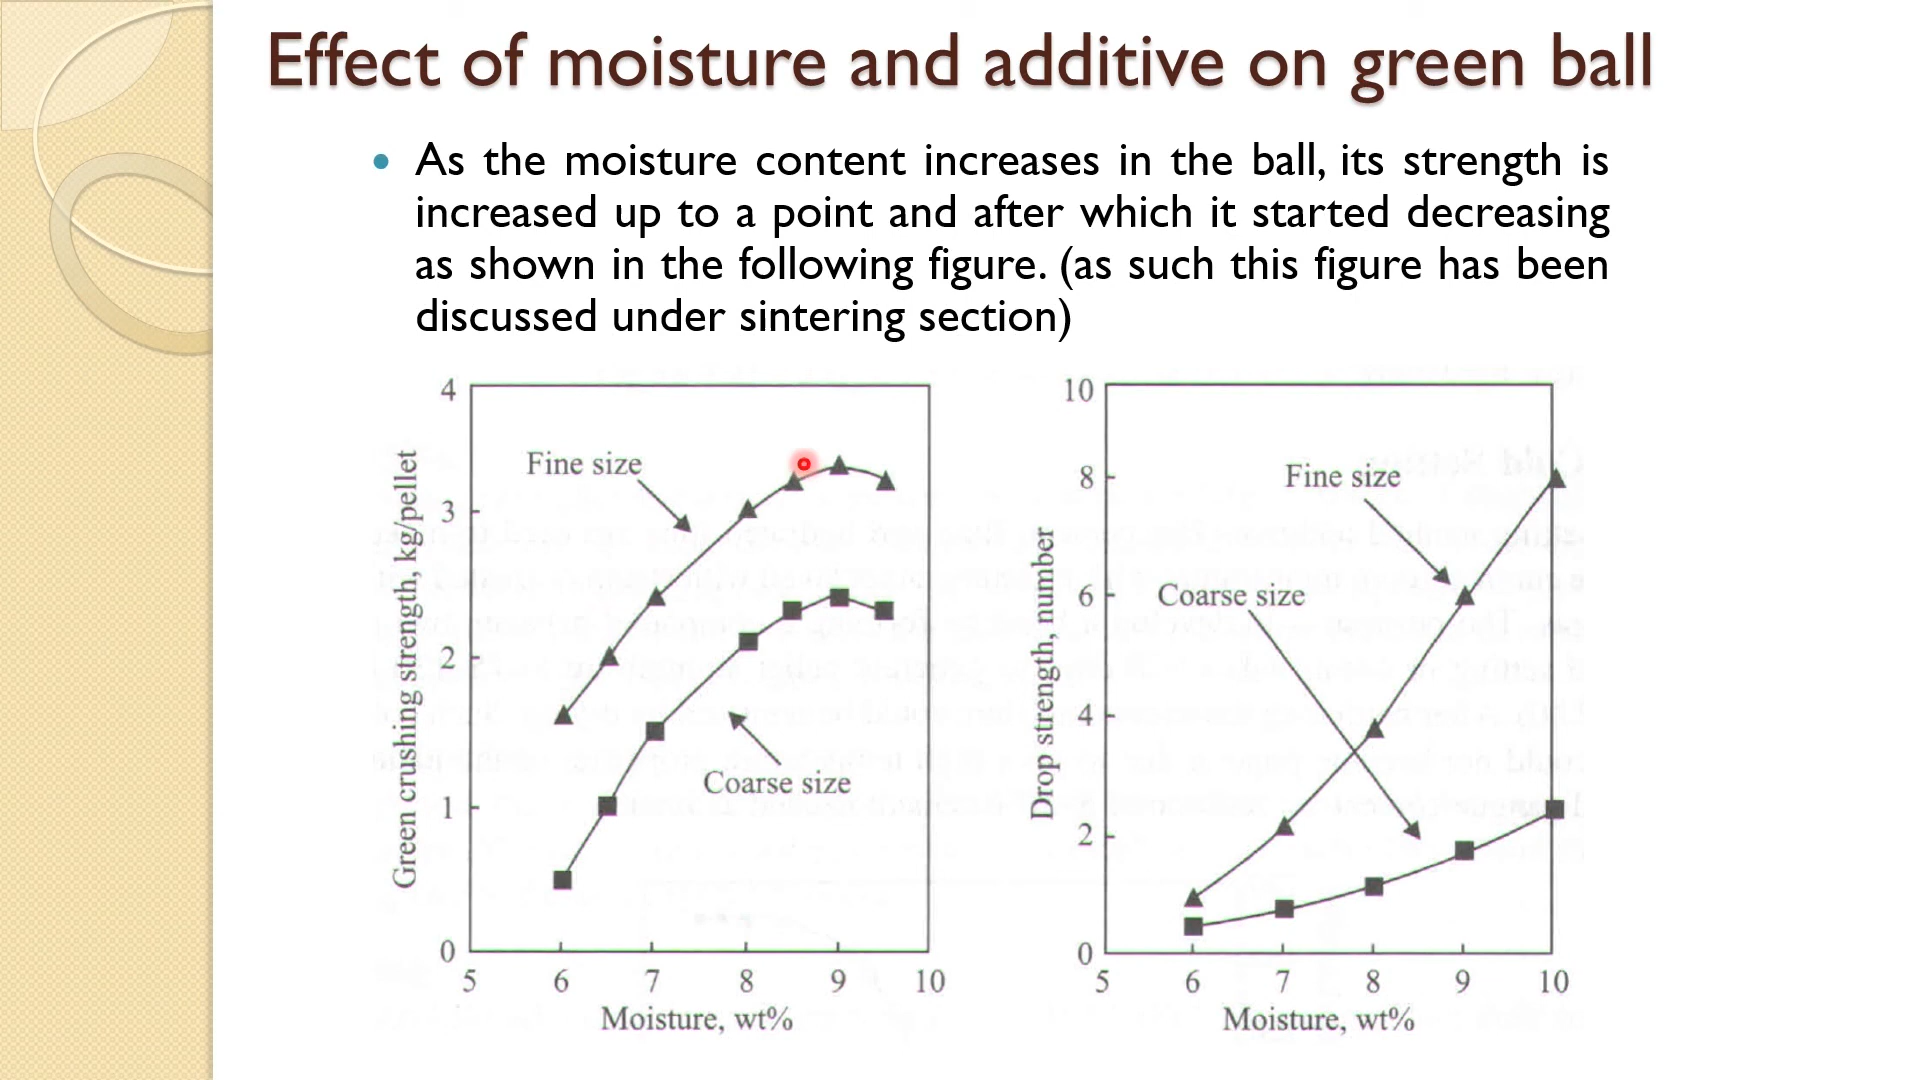 Effect of moisture and additive on green ball
As the moisture content increases in the ball, its strength is
increased up to a point and after which it started decreasing
as shown in the following figure. (as such this figure has been
discussed under sintering section)
Green crushing strength, kg/pellet
4
3
2
1
0
Fine size
Coarse size
5 6 7 8 9 10
Moisture, wt%
Drop strength, number
10
8
6
4
2
0
Fine size
Coarse size
5 6 7 8 9 10
Moisture, wt%